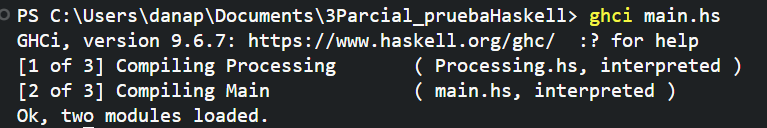 PS C:\Users\danap\Documents\3Parcial_pruebaHaskell> ghci main.hs
GHCi, version 9.6.7: https://www.haskell.org/ghc/  :? for help
[1 of 3] Compiling Processing       ( Processing.hs, interpreted )
[2 of 3] Compiling Main             ( main.hs, interpreted )
Ok, two modules loaded.